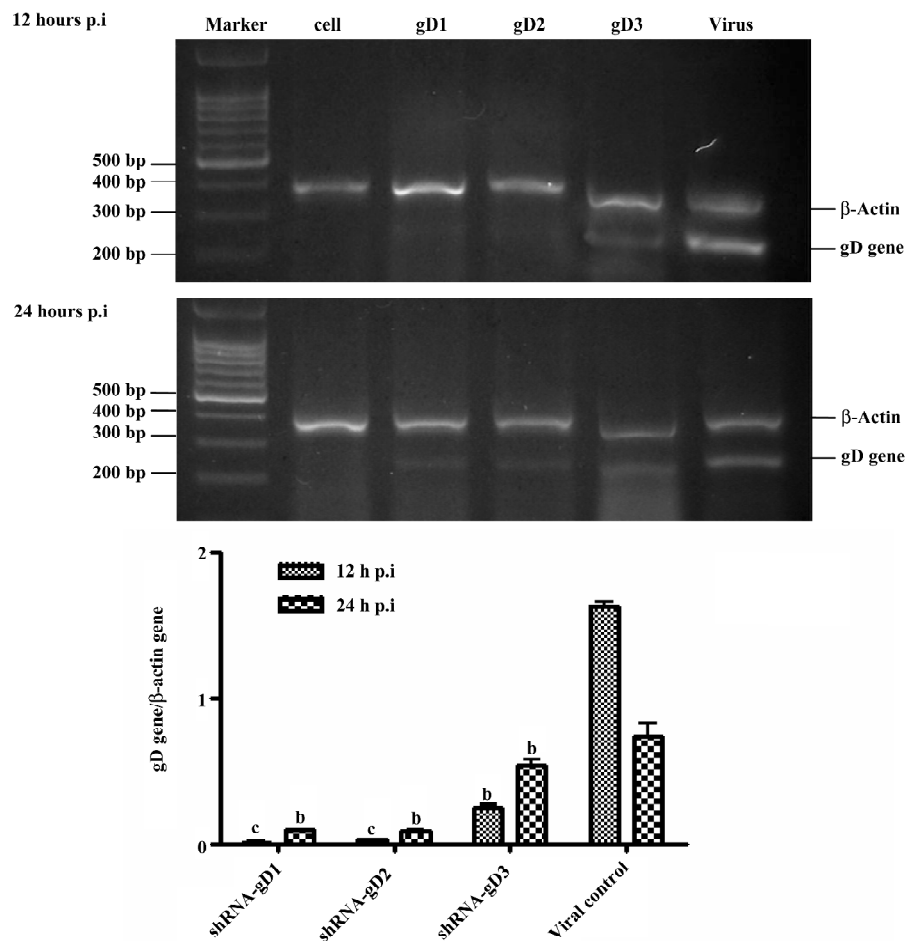 12 hours p.i
Marker cell gD1 gD2 gD3 Virus
500 bp
400 bp
300 bp
200 bp
β-Actin
gD gene
24 hours p.i
500 bp
400 bp
300 bp
200 bp
β-Actin
gD gene
gD gene/β-actin gene
2
1
0
12 h p.i
24 h p.i
c b c b b b
shRNA-gD1
shRNA-gD2
shRNA-gD3
Viral control